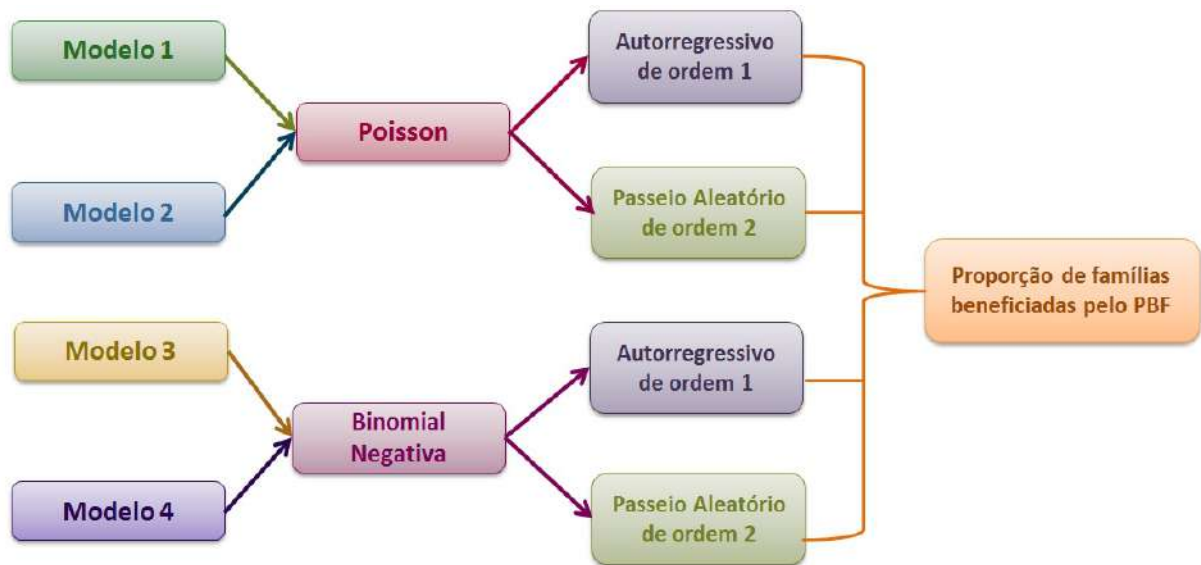 Modelo 1
Modelo 2
Modelo 3
Modelo 4
Poisson
Binomial
Negativa
Autorregressivo
de ordem 1
Passeio Aleatório
de ordem 2
Autorregressivo
de ordem 1
Passeio Aleatório
de ordem 2
Proporção de famílias
beneficiadas pelo PBF